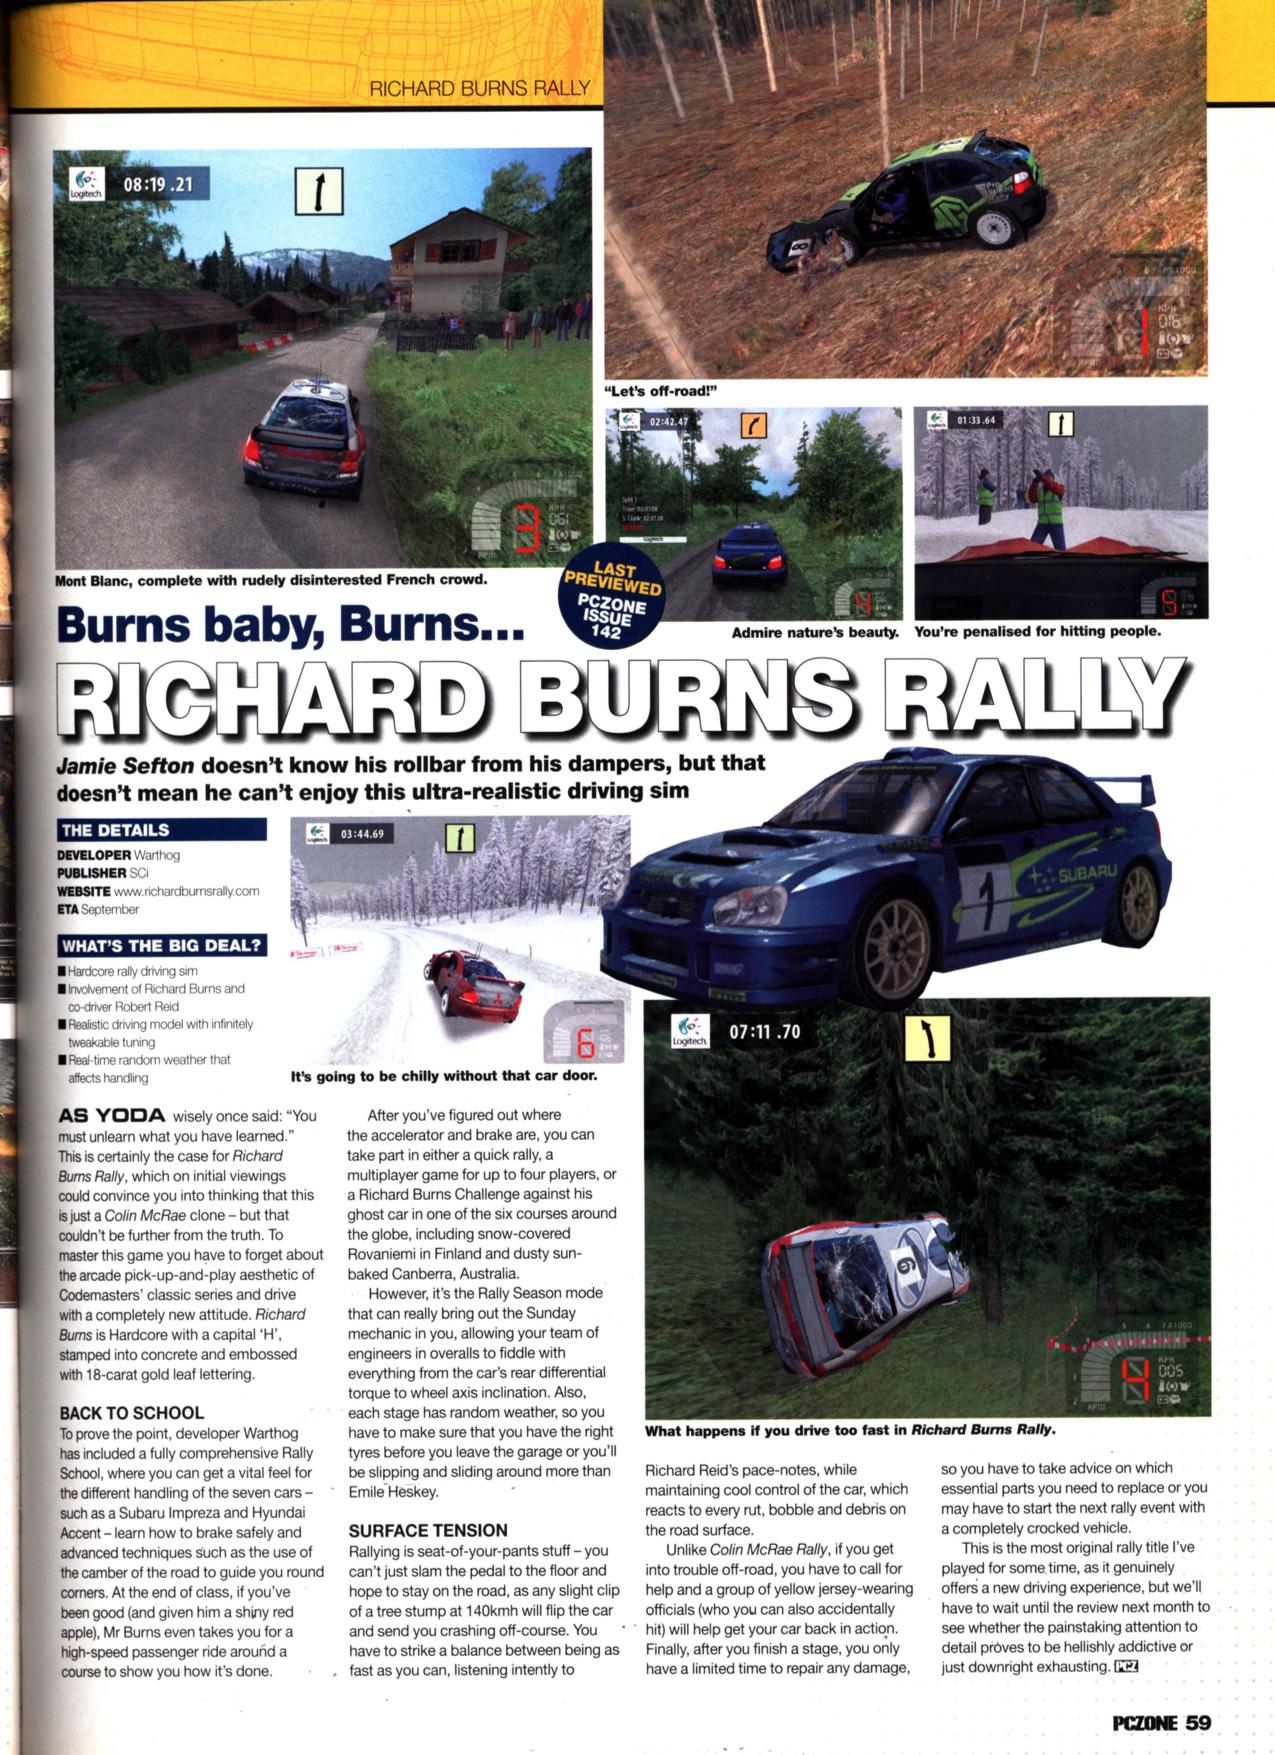 RICHARD BURNS RALLY
Logitech
08:19 .21
Mont Blanc, complete with rudely disinterested French crowd.
"Let's off-road!"
Logitech
02:42.47
Logitech
01:33.64
LAST
PREVIEWED
PCZONE
ISSUE
142
Admire nature's beauty.
You're penalised for hitting people.
Burns baby, Burns...
RICHARD BURNS RALLY
Jamie Sefton doesn't know his rollbar from his dampers, but that
doesn't mean he can't enjoy this ultra-realistic driving sim
THE DETAILS
DEVELOPER Warthog
PUBLISHER SCi
WEBSITE www.richardburnsrally.com
ETA September
WHAT'S THE BIG DEAL?
■ Hardcore rally driving sim
■ Involvement of Richard Burns and
co-driver Robert Reid
■ Realistic driving model with infinitely
tweakable tuning
■ Real-time random weather that
affects handling
Logitech
03:44.69
6
It's going to be chilly without that car door.
1
SUBARU
Logitech
07:11 .70
6
4
KPH
005
RPM
What happens if you drive too fast in Richard Burns Rally.
AS YODA wisely once said: "You
must unlearn what you have learned."
This is certainly the case for Richard
Burns Rally, which on initial viewings
could convince you into thinking that this
is just a Colin McRae clone – but that
couldn't be further from the truth. To
master this game you have to forget about
the arcade pick-up-and-play aesthetic of
Codemasters' classic series and drive
with a completely new attitude. Richard
Burns is Hardcore with a capital 'H',
stamped into concrete and embossed
with 18-carat gold leaf lettering.
BACK TO SCHOOL
To prove the point, developer Warthog
has included a fully comprehensive Rally
School, where you can get a vital feel for
the different handling of the seven cars –
such as a Subaru Impreza and Hyundai
Accent – learn how to brake safely and
advanced techniques such as the use of
the camber of the road to guide you round
corners. At the end of class, if you've
been good (and given him a shiny red
apple), Mr Burns even takes you for a
high-speed passenger ride around a
course to show you how it's done.
After you've figured out where
the accelerator and brake are, you can
take part in either a quick rally, a
multiplayer game for up to four players, or
a Richard Burns Challenge against his
ghost car in one of the six courses around
the globe, including snow-covered
Rovaniemi in Finland and dusty sun-
baked Canberra, Australia.
However, it's the Rally Season mode
that can really bring out the Sunday
mechanic in you, allowing your team of
engineers in overalls to fiddle with
everything from the car's rear differential
torque to wheel axis inclination. Also,
each stage has random weather, so you
have to make sure that you have the right
tyres before you leave the garage or you'll
be slipping and sliding around more than
Emile Heskey.
SURFACE TENSION
Rallying is seat-of-your-pants stuff – you
can't just slam the pedal to the floor and
hope to stay on the road, as any slight clip
of a tree stump at 140kmh will flip the car
and send you crashing off-course. You
have to strike a balance between being as
fast as you can, listening intently to
Richard Reid's pace-notes, while
maintaining cool control of the car, which
reacts to every rut, bobble and debris on
the road surface.
Unlike Colin McRae Rally, if you get
into trouble off-road, you have to call for
help and a group of yellow jersey-wearing
officials (who you can also accidentally
hit) will help get your car back in action.
Finally, after you finish a stage, you only
have a limited time to repair any damage,
so you have to take advice on which
essential parts you need to replace or you
may have to start the next rally event with
a completely crocked vehicle.
This is the most original rally title I've
played for some time, as it genuinely
offers a new driving experience, but we'll
have to wait until the review next month to
see whether the painstaking attention to
detail proves to be hellishly addictive or
just downright exhausting. PCZ
PCZONE 59